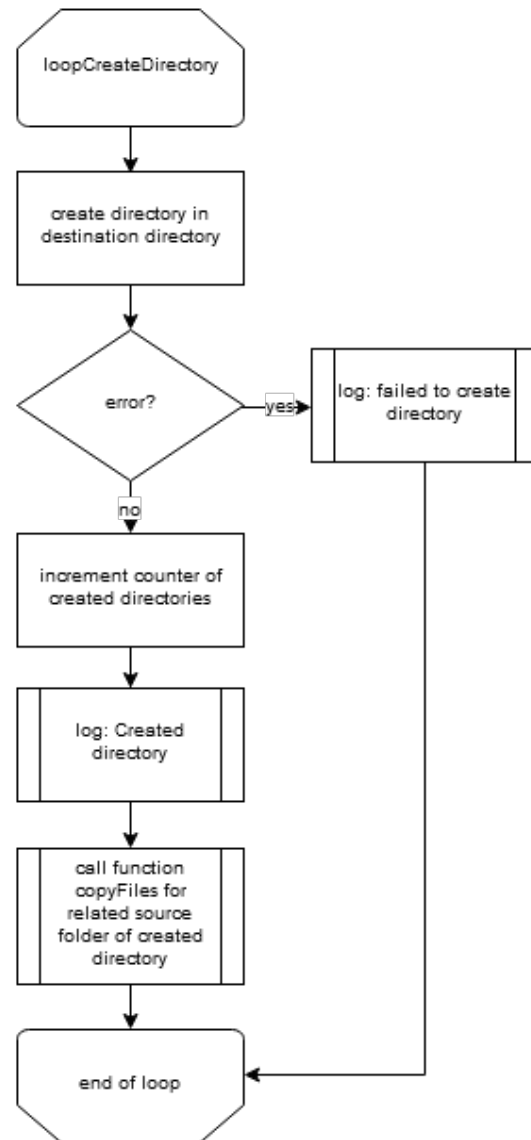 loopCreateDirectory
create directory in
destination directory
error?
yes
log: failed to create
directory
no
increment counter of
created directories
log: Created
directory
call function
copyFiles for
related source
folder of created
directory
end of loop